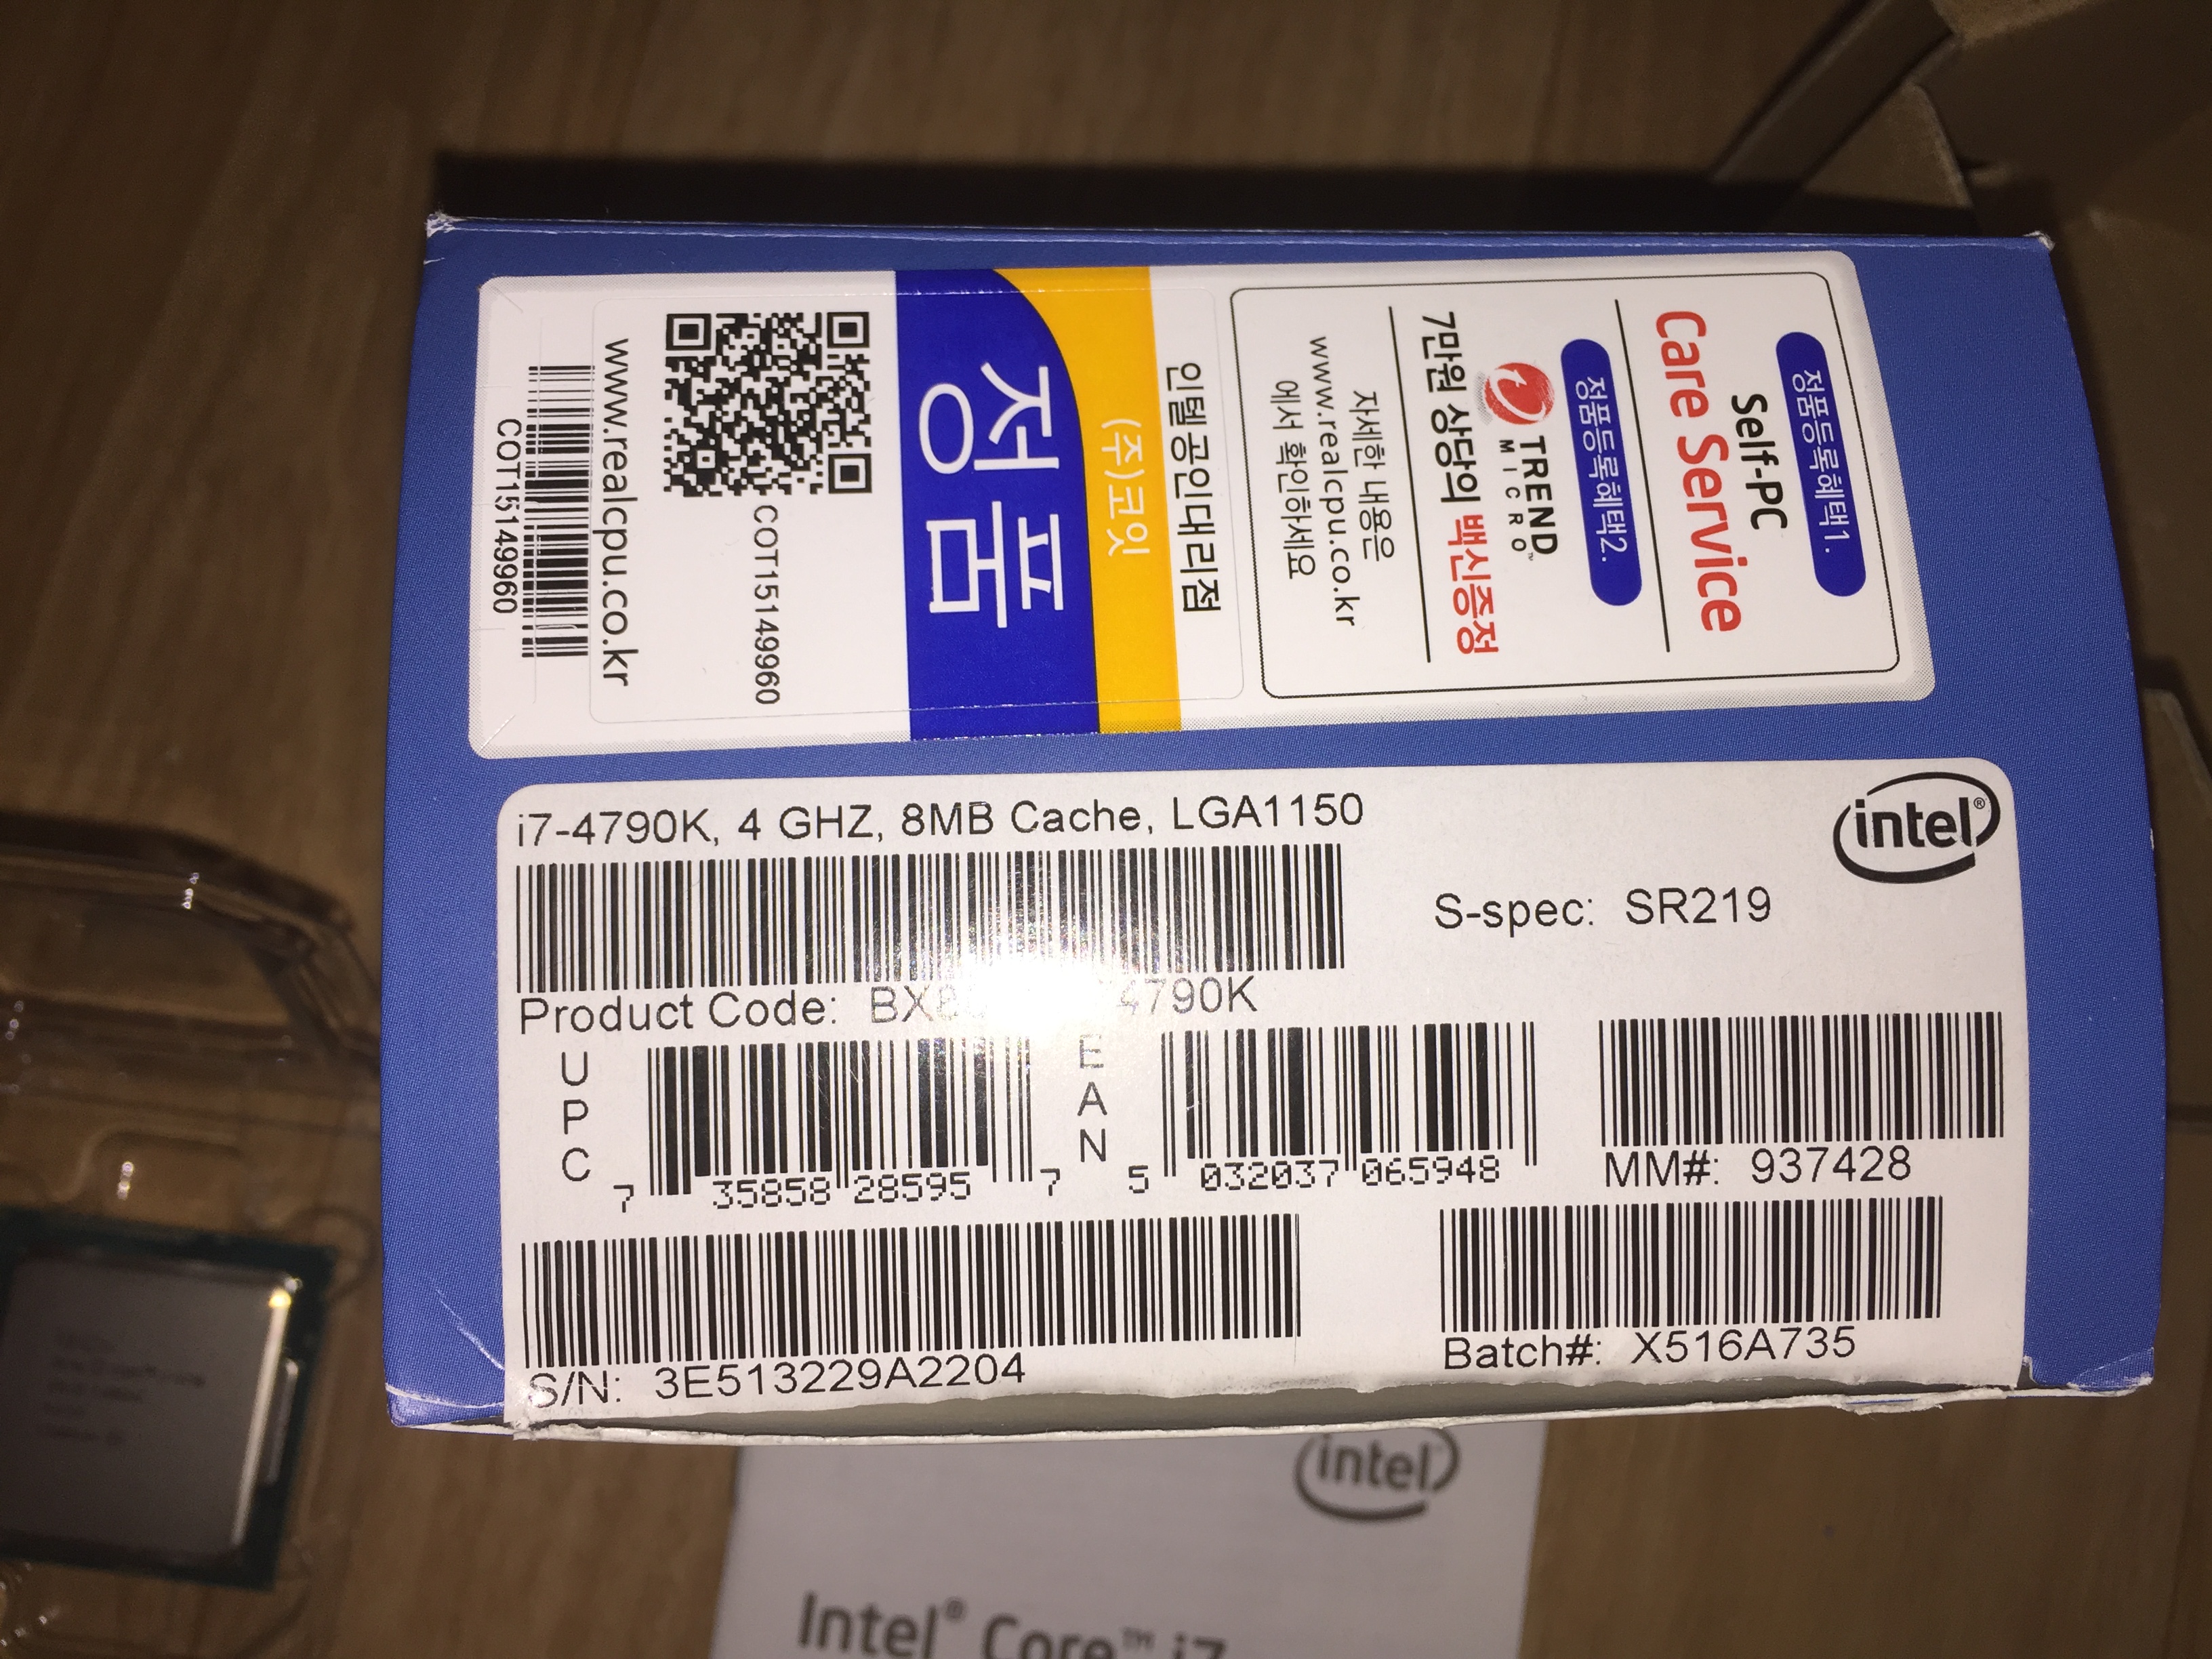 정품등록혜택1.
Self-PC
Care Service
정품등록혜택2.
TREND
MICRO™
7만원 상당의 백신증정
자세한 내용은
www.realcpu.co.kr
에서 확인하세요
인텔공인대리점
(주)코잇
정품
COT15149960
www.realcpu.co.kr
COT15149960
intel®
i7-4790K, 4 GHZ, 8MB Cache, LGA1150
S-spec: SR219
Product Code:
UPC
7 35858 28595 7
EAN
5 032037 065948
MM#: 937428
S/N: 3E513229A2204
Batch#: X516A735
intel
Intel® Core™ i7